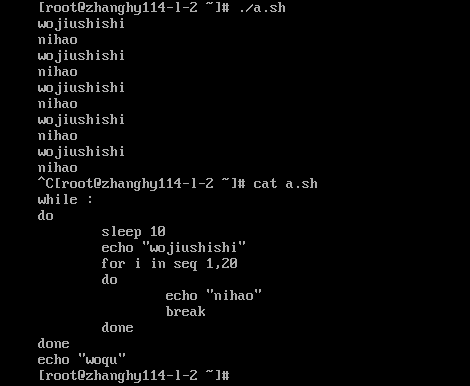 [root@zhanghy114-l-2 ~]# ./a.sh
wojiushishi
nihao
wojiushishi
nihao
wojiushishi
nihao
wojiushishi
nihao
wojiushishi
nihao
^C[root@zhanghy114-l-2 ~]# cat a.sh
while :
do
        sleep 10
        echo "wojiushishi"
        for i in seq 1,20
        do
                echo "nihao"
                break
        done
done
echo "woqu"
[root@zhanghy114-l-2 ~]#